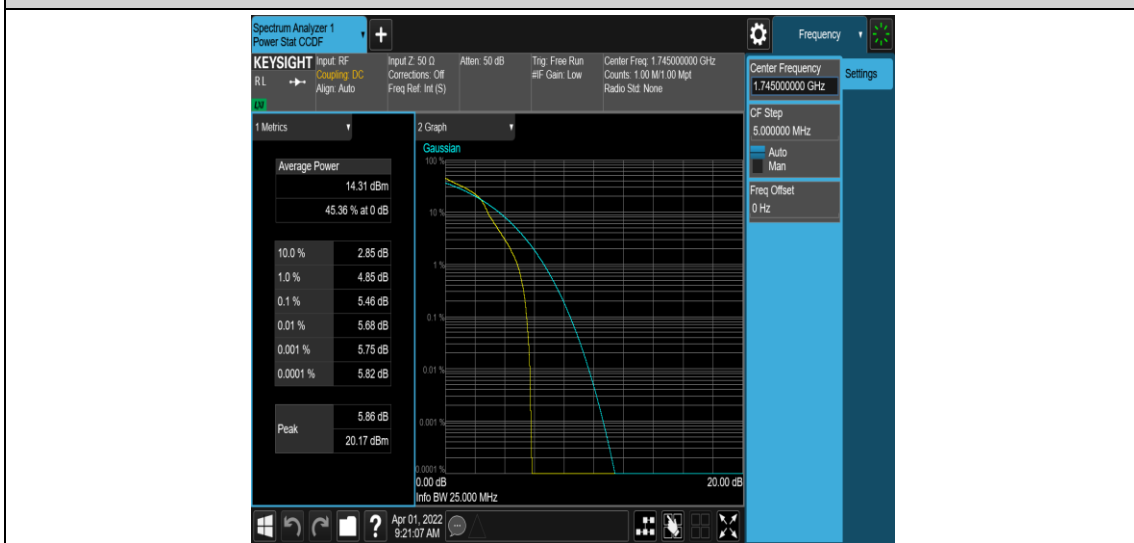 Spectrum Analyzer 1
Power Stat CCDF
+
Frequency
KEYSIGHT
RL
LXI
Input: RF
Coupling: DC
Align: Auto
Input Z: 50 Ω
Corrections: Off
Freq Ref: Int (S)
Atten: 50 dB
Trig: Free Run
#IF Gain: Low
Center Freq: 1.745000000 GHz
Counts: 1.00 M/1.00 Mpt
Radio Std: None
Center Frequency
1.745000000 GHz
Settings
CF Step
5.000000 MHz
Auto
Man
Freq Offset
0 Hz
1 Metrics
Average Power
14.31 dBm
45.36 % at 0 dB
10.0 % 2.85 dB
1.0 % 4.85 dB
0.1 % 5.46 dB
0.01 % 5.68 dB
0.001 % 5.75 dB
0.0001 % 5.82 dB
Peak
5.86 dB
20.17 dBm
2 Graph
Gaussian
100 %
10 %
1 %
0.1 %
0.01 %
0.001 %
0.0001 %
0.00 dB 20.00 dB
Info BW 25.000 MHz
?
Apr 01, 2022
9:21:07 AM